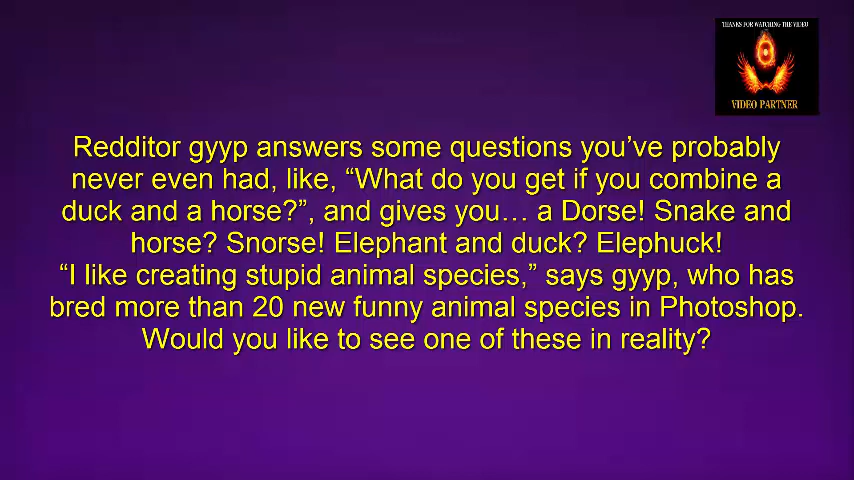 THANKS FOR WATCHING THE VIDEO
VIDEO PARTNER
Redditor gyyp answers some questions you’ve probably
never even had, like, “What do you get if you combine a
duck and a horse?”, and gives you… a Dorse! Snake and
horse? Snorse! Elephant and duck? Elephuck!
“I like creating stupid animal species,” says gyyp, who has
bred more than 20 new funny animal species in Photoshop.
Would you like to see one of these in reality?